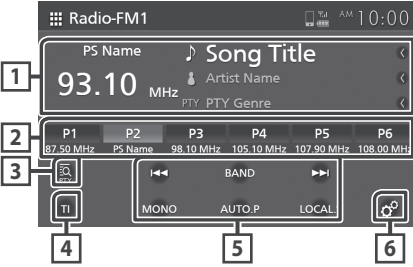 Radio-FM1 AM 10:00
PS Name ♪ Song Title
93.10 MHz Artist Name
PTY PTY Genre
1
P1 P2 P3 P4 P5 P6
87.50 MHz PS Name 98.10 MHz 105.10 MHz 107.90 MHz 108.00 MHz
2
3 PTY BAND
TI MONO AUTO.P LOCAL.
4 5 6